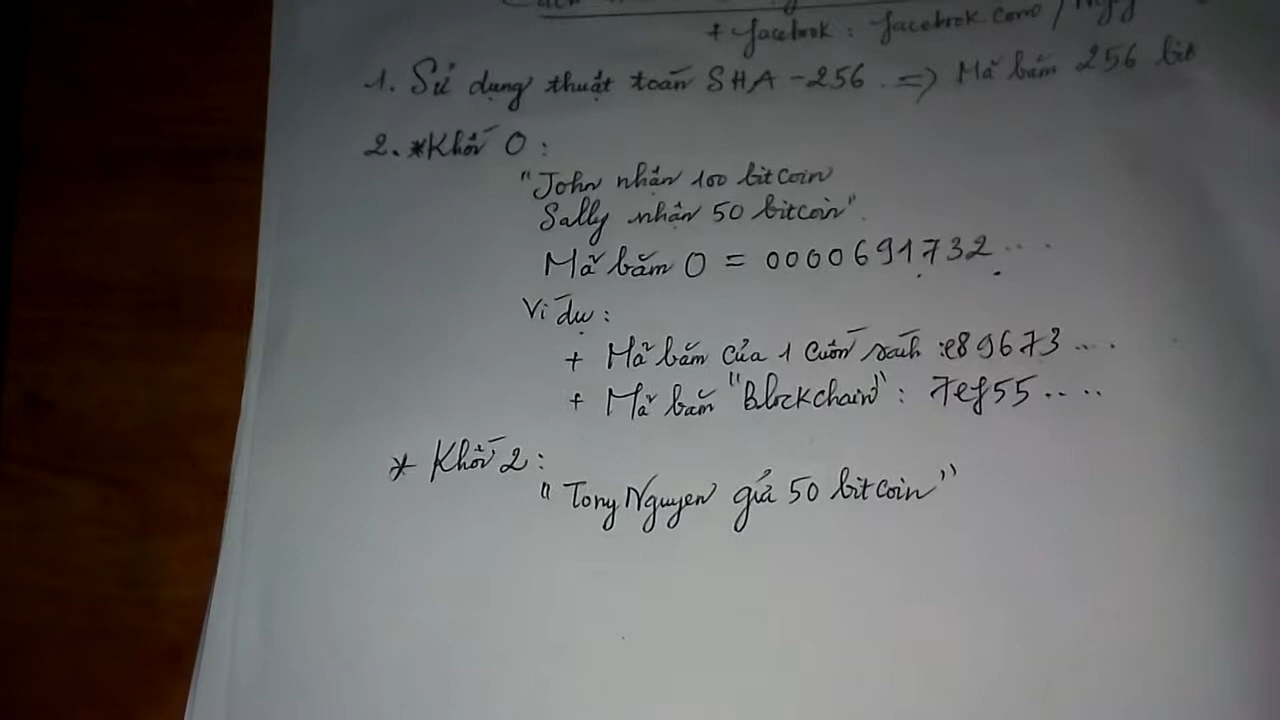 + facebook : facebook.com/
1. Sử dụng thuật toán SHA-256 => Mã băm 256 bit
2. *Khối 0 :
"John nhận 100 bitcoin
Sally nhận 50 bitcoin".
Mã băm 0 = 0000691732....
Ví dụ :
+ Mã băm của 1 cuốn sách : e89673....
+ Mã băm "Blockchain" : 7ef55....
* Khối 2 :
"Tony Nguyen giả 50 bitcoin"